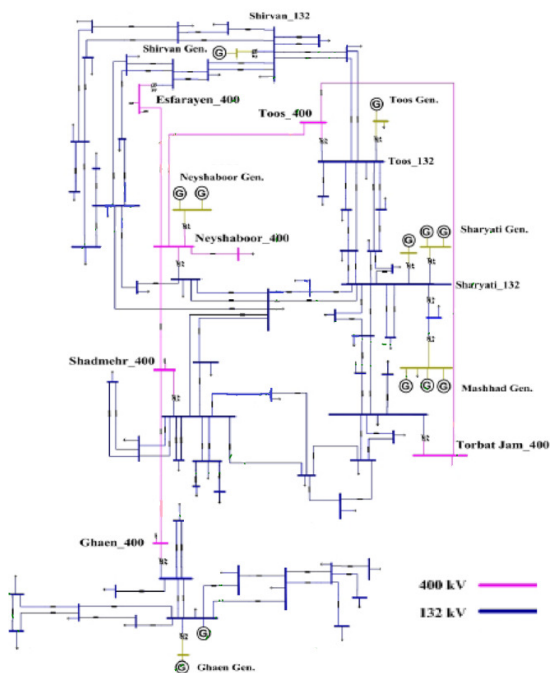 Shirvan_132
Shirvan Gen.
G
Esfarayen_400
Toos_400
G
Toos Gen.
Toos_132
Neyshaboor Gen.
G G
Neyshaboor_400
Sharyati Gen.
G G G
Sharyati_132
Shadmehr_400
G G G
Mashhad Gen.
Torbat Jam_400
Ghaen_400
400 kV
132 kV
G
G
Ghaen Gen.